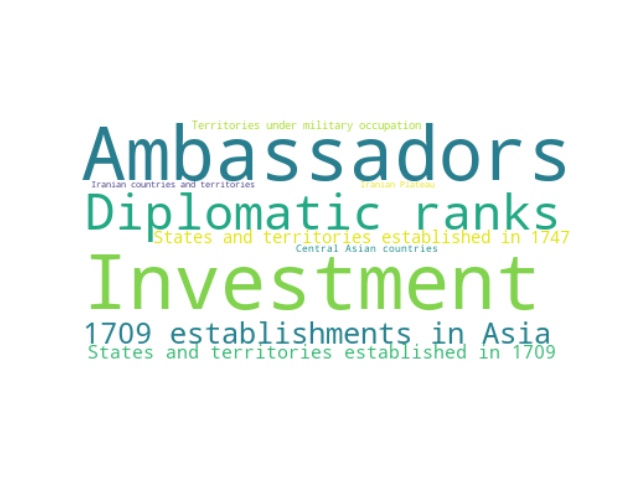 Territories under military occupation
Ambassadors
Iranian countries and territories
Iranian Plateau
Diplomatic ranks
States and territories established in 1747
Central Asian countries
Investment
1709 establishments in Asia
States and territories established in 1709